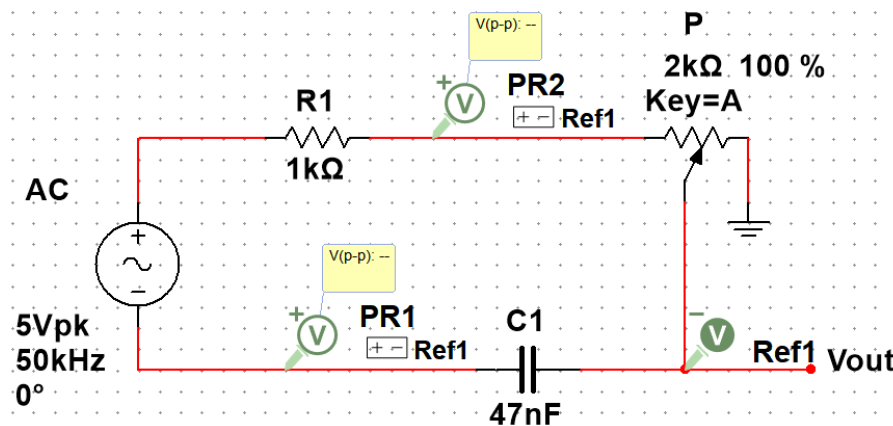 V(p-p): --
P
PR2
2kΩ 100 %
R1
Key=A
+
V
+ −
Ref1
1kΩ
AC
+
−
V(p-p): --
+
V
PR1
+ −
Ref1
C1
−
V
Ref1
Vout
5Vpk
50kHz
0°
47nF